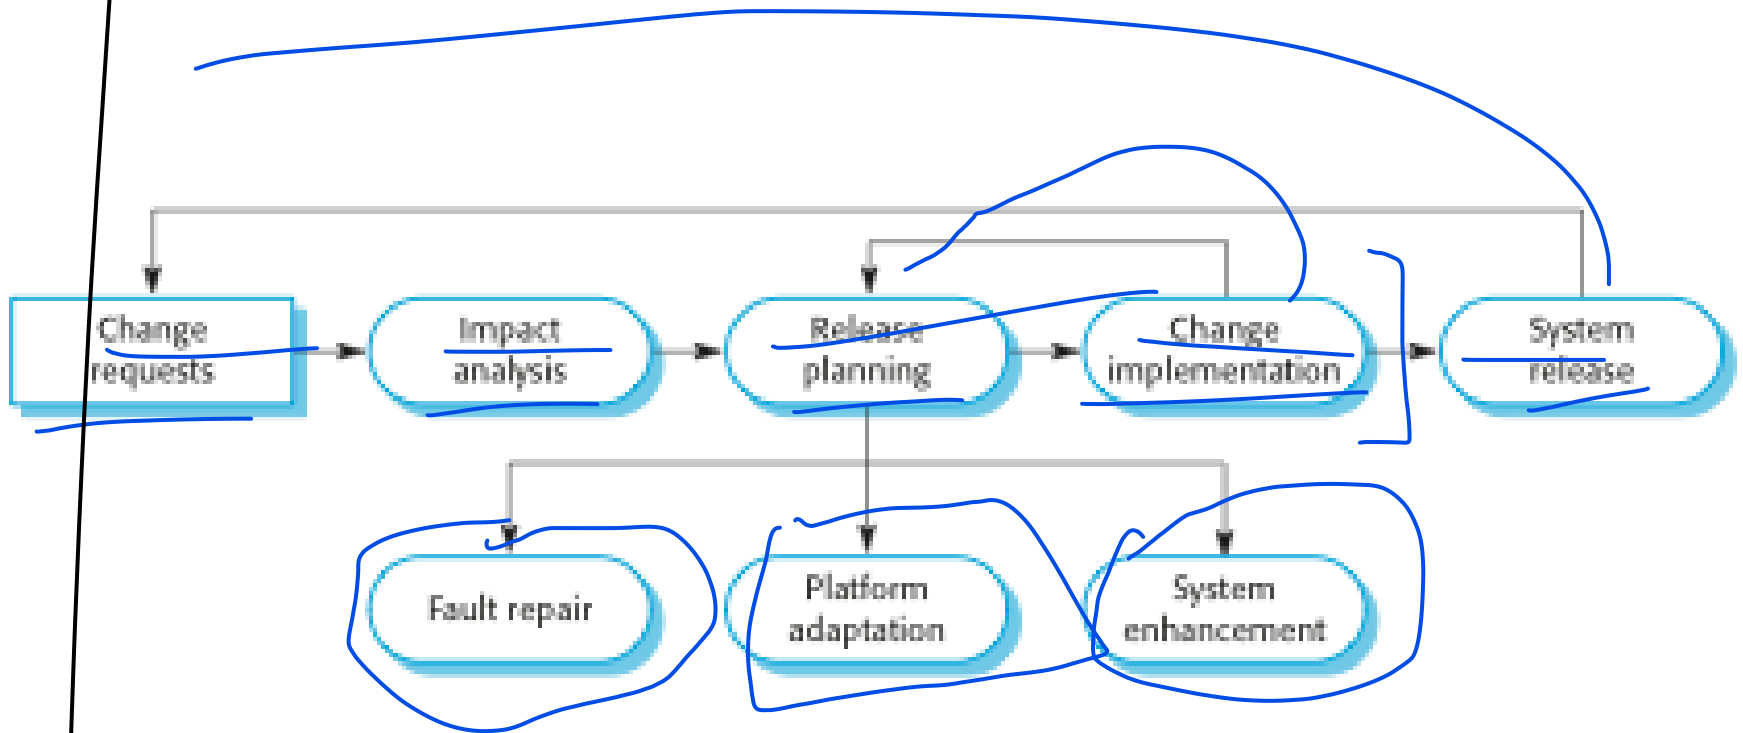 Change
requests
Impact
analysis
Release
planning
Change
implementation
System
release
Fault repair
Platform
adaptation
System
enhancement